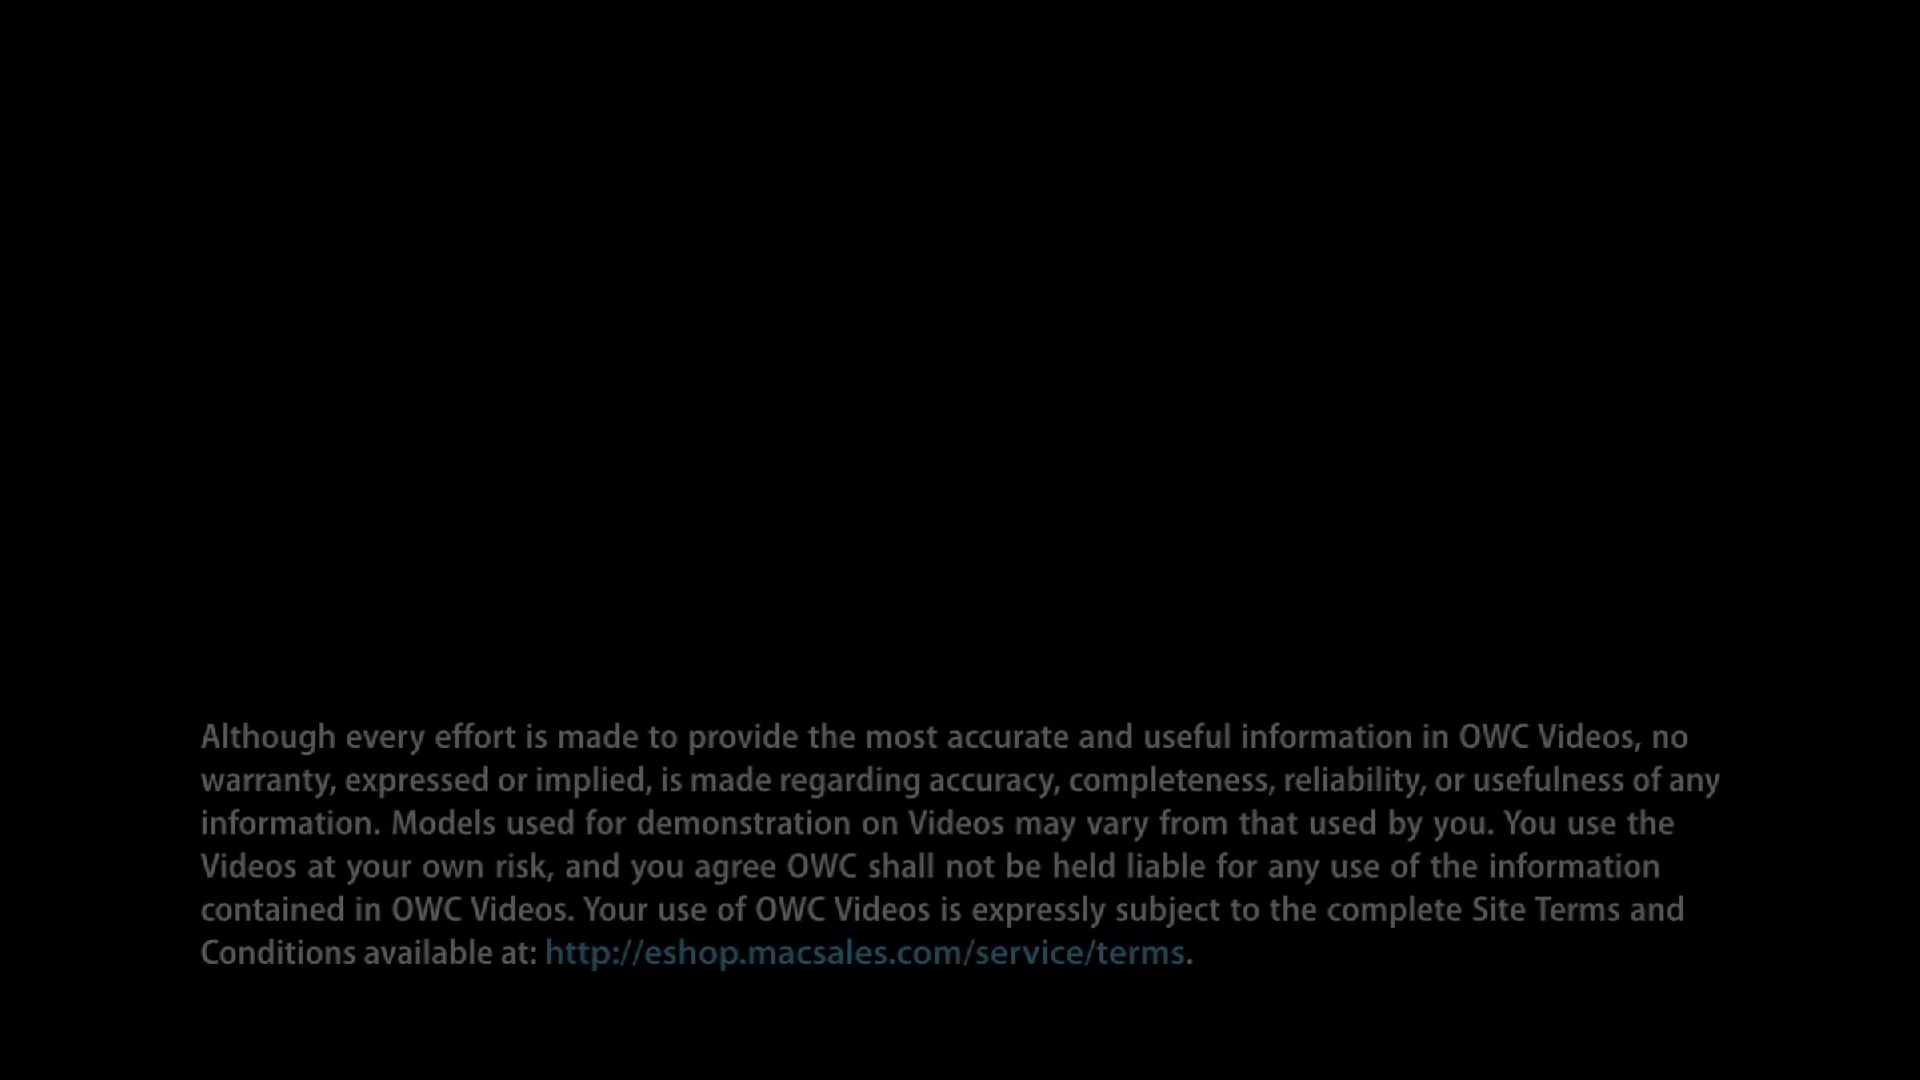 Although every effort is made to provide the most accurate and useful information in OWC Videos, no
warranty, expressed or implied, is made regarding accuracy, completeness, reliability, or usefulness of any
information. Models used for demonstration on Videos may vary from that used by you. You use the
Videos at your own risk, and you agree OWC shall not be held liable for any use of the information
contained in OWC Videos. Your use of OWC Videos is expressly subject to the complete Site Terms and
Conditions available at: http://eshop.macsales.com/service/terms.